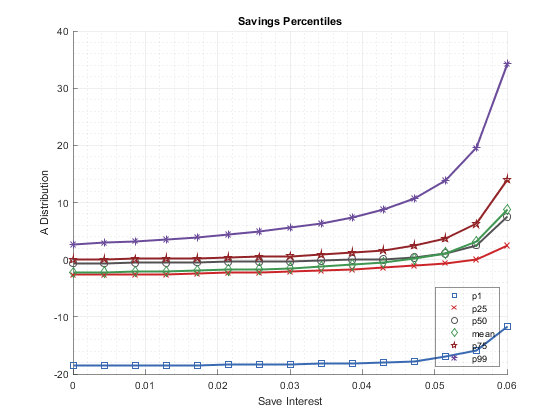 Savings Percentiles
40
30
20
10
0
-10
-20
A Distribution
0
0.01
0.02
0.03
0.04
0.05
0.06
Save Interest
p1
p25
p50
mean
p75
p99